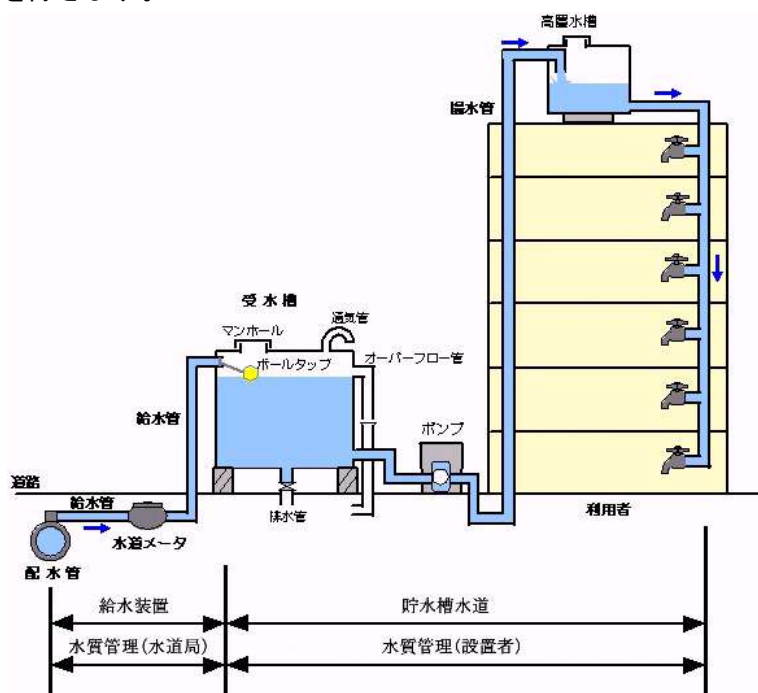 高置水槽
揚水管
受水槽
通気管
マンホール
ボールタップ
オーバーフロー管
給水管
ポンプ
道路
給水管
排水管
利用者
水道メータ
配水管
給水装置
貯水槽水道
水質管理(水道局)
水質管理(設置者)